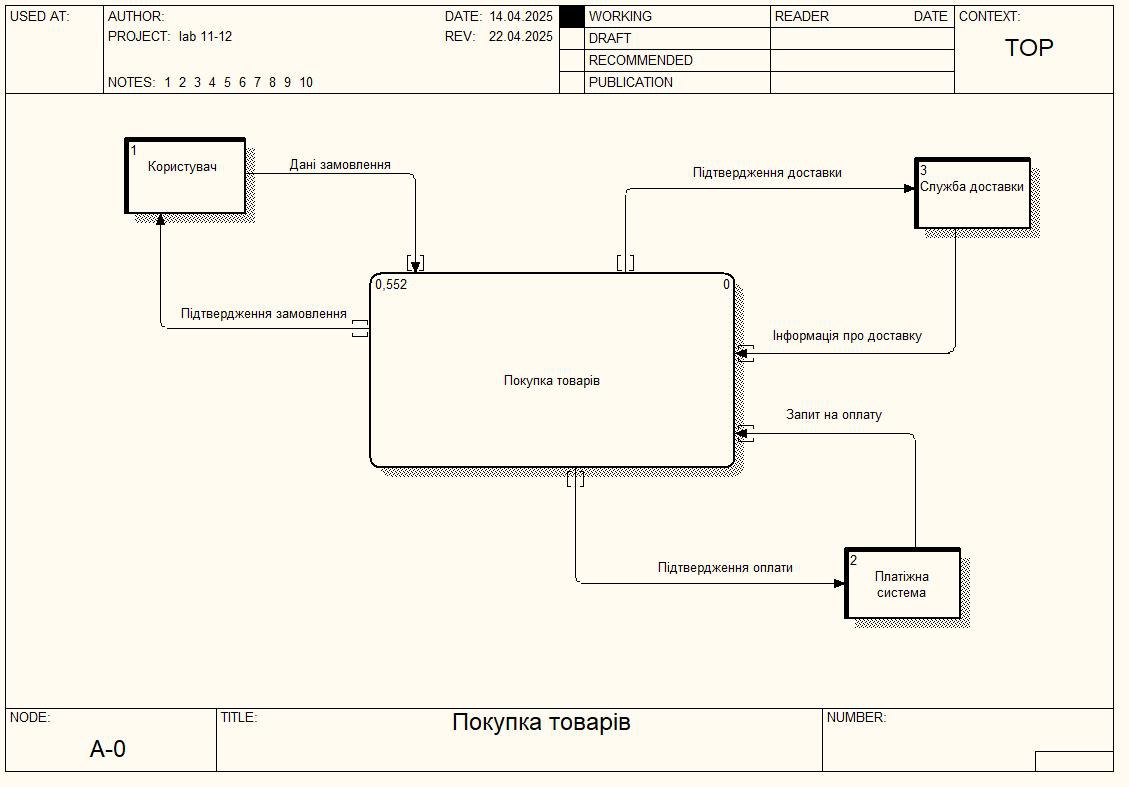 USED AT:
AUTHOR:
DATE: 14.04.2025
PROJECT: lab 11-12
REV: 22.04.2025
NOTES: 1 2 3 4 5 6 7 8 9 10
WORKING
DRAFT
RECOMMENDED
PUBLICATION
READER
DATE
CONTEXT:
TOP
1
Користувач
Дані замовлення
Підтвердження доставки
3
Служба доставки
0,552
0
Підтвердження замовлення
Інформація про доставку
Покупка товарів
Запит на оплату
Підтвердження оплати
2
Платіжна
система
NODE:
A-0
TITLE:
Покупка товарів
NUMBER: